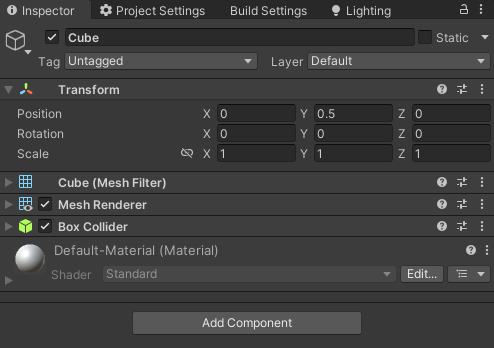 Inspector Project Settings Build Settings Lighting
Cube Static
Tag Untagged Layer Default
Transform
Position X 0 Y 0.5 Z 0
Rotation X 0 Y 0 Z 0
Scale X 1 Y 1 Z 1
Cube (Mesh Filter)
Mesh Renderer
Box Collider
Default-Material (Material)
Shader Standard Edit...
Add Component